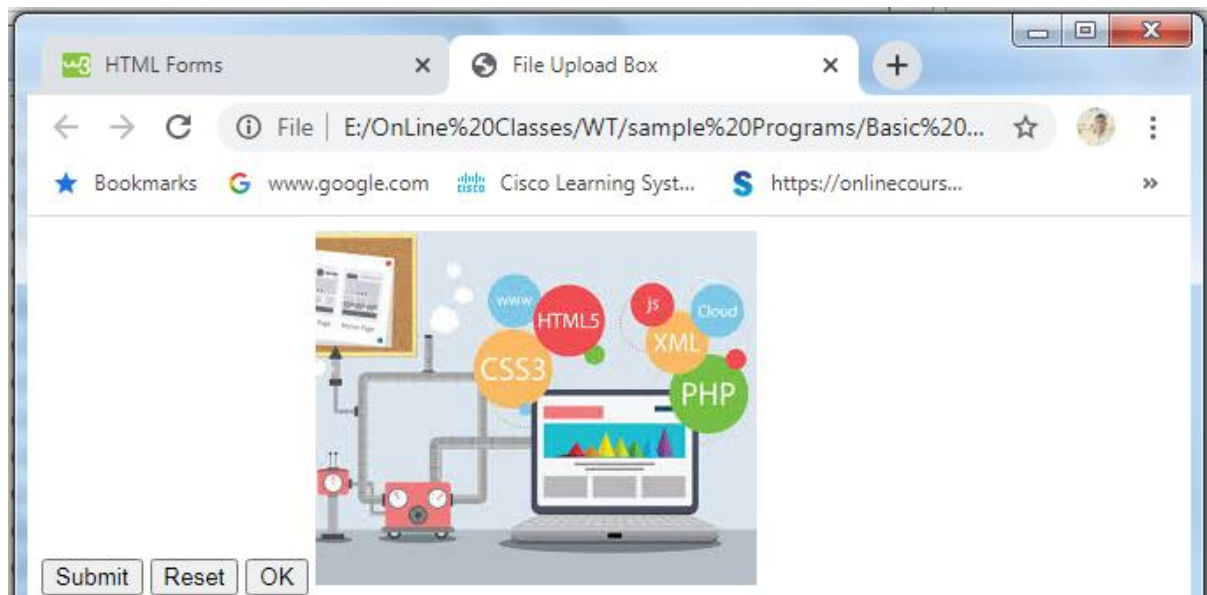 HTML Forms
File Upload Box
File | E:/OnLine%20Classes/WT/sample%20Programs/Basic%20...
Bookmarks
www.google.com
cisco Cisco Learning Syst...
S https://onlinecours...
»
www
HTML5
js
Cloud
CSS3
XML
PHP
Submit Reset OK